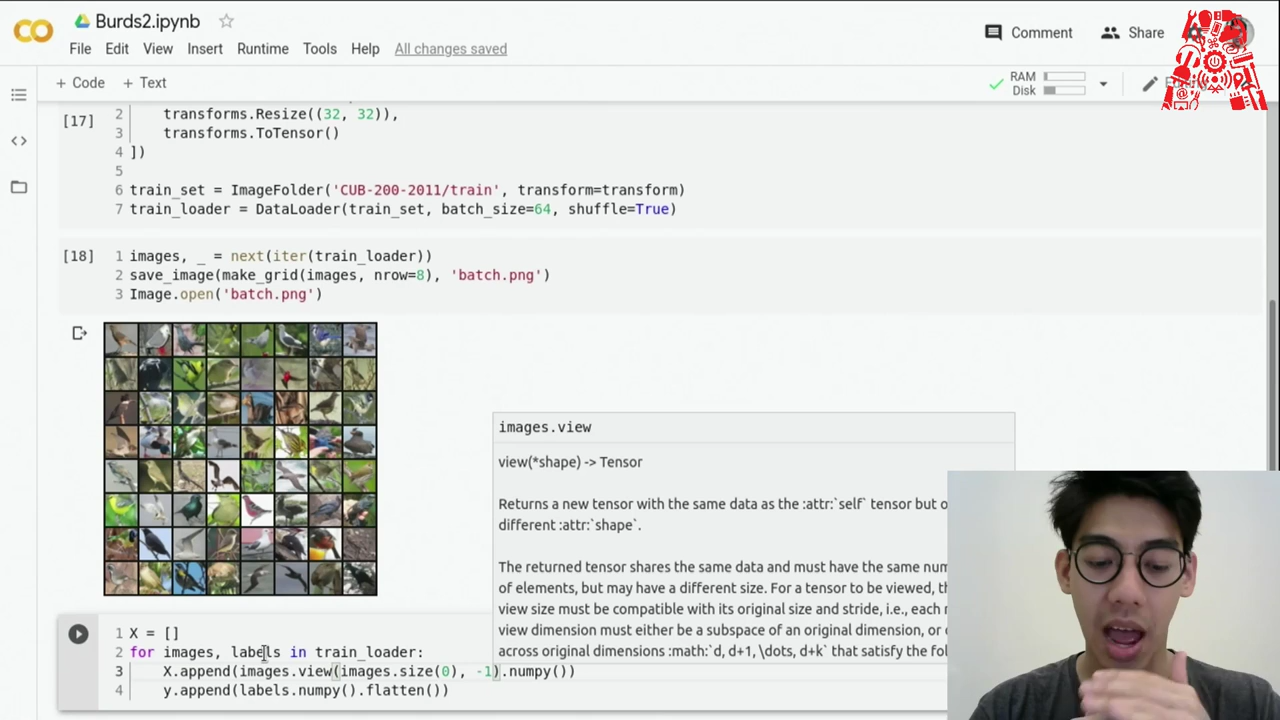 Burds2.ipynb
File Edit View Insert Runtime Tools Help All changes saved
Comment Share
+ Code + Text
RAM
Disk
[17]
2 transforms.Resize((32, 32)),
3 transforms.ToTensor()
4 ])
5
6 train_set = ImageFolder('CUB-200-2011/train', transform=transform)
7 train_loader = DataLoader(train_set, batch_size=64, shuffle=True)
[18] 1 images, _ = next(iter(train_loader))
2 save_image(make_grid(images, nrow=8), 'batch.png')
3 Image.open('batch.png')
images.view
view(*shape) -> Tensor
Returns a new tensor with the same data as the :attr:`self` tensor but o
different :attr:`shape`.
The returned tensor shares the same data and must have the same num
of elements, but may have a different size. For a tensor to be viewed, th
view size must be compatible with its original size and stride, i.e., each n
view dimension must either be a subspace of an original dimension, or
across original dimensions :math:`d, d+1, \dots, d+k` that satisfy the fol
1 X = []
2 for images, labels in train_loader:
3 X.append(images.view(images.size(0), -1).numpy())
4 y.append(labels.numpy().flatten())